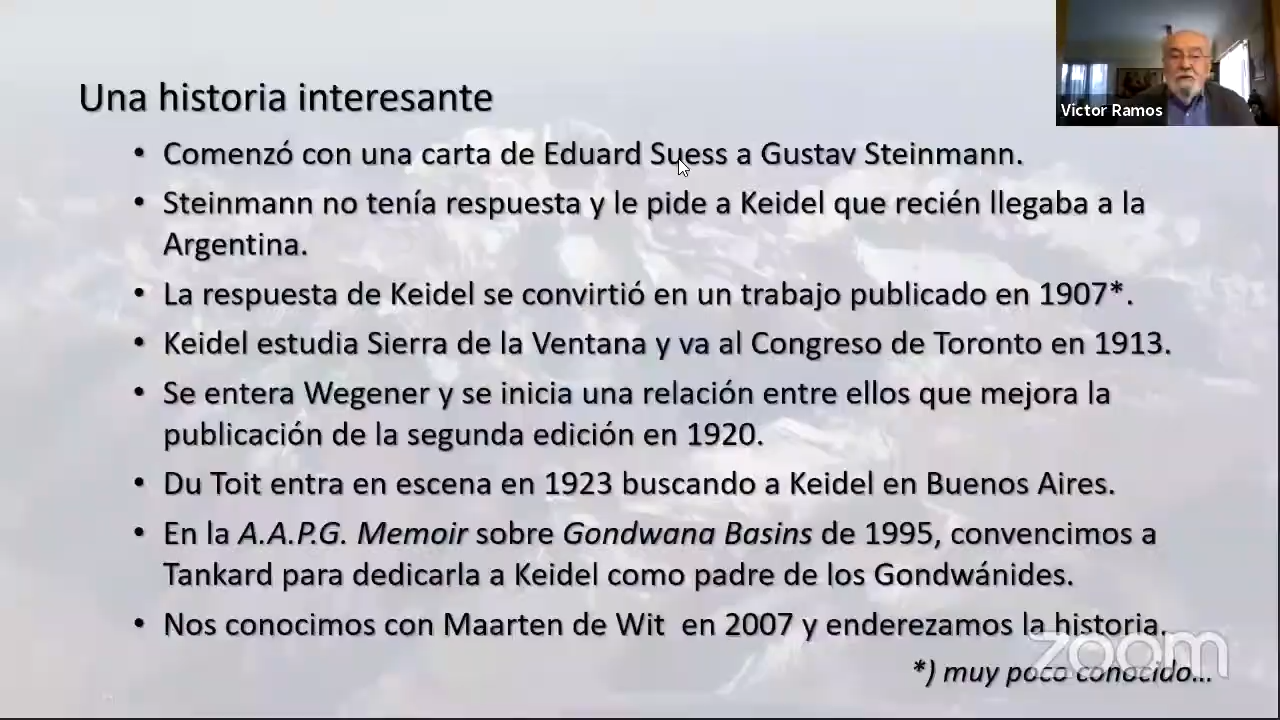 Victor Ramos
Una historia interesante
• Comenzó con una carta de Eduard Suess a Gustav Steinmann.
• Steinmann no tenía respuesta y le pide a Keidel que recién llegaba a la
Argentina.
• La respuesta de Keidel se convirtió en un trabajo publicado en 1907*.
• Keidel estudia Sierra de la Ventana y va al Congreso de Toronto en 1913.
• Se entera Wegener y se inicia una relación entre ellos que mejora la
publicación de la segunda edición en 1920.
• Du Toit entra en escena en 1923 buscando a Keidel en Buenos Aires.
• En la A.A.P.G. Memoir sobre Gondwana Basins de 1995, convencimos a
Tankard para dedicarla a Keidel como padre de los Gondwánides.
• Nos conocimos con Maarten de Wit en 2007 y enderezamos la historia.
zoom
*) muy poco conocido...